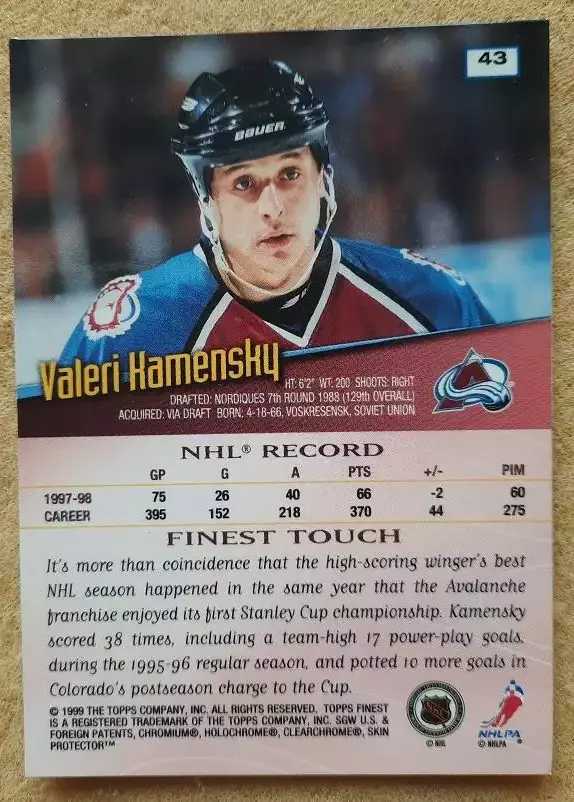 43
BAUER
Valeri Kamensky
HT: 6'2" WT: 200 SHOOTS: RIGHT
DRAFTED: NORDIQUES 7th ROUND 1988 (129th OVERALL)
ACQUIRED: VIA DRAFT BORN: 4-18-66, VOSKRESENSK, SOVIET UNION
NHL® RECORD
GP G A PTS +/- PIM
1997-98 75 26 40 66 -2 60
CAREER 395 152 218 370 44 275
FINEST TOUCH
It's more than coincidence that the high-scoring winger's best
NHL season happened in the same year that the Avalanche
franchise enjoyed its first Stanley Cup championship. Kamensky
scored 38 times, including a team-high 17 power-play goals,
during the 1995-96 regular season, and potted 10 more goals in
Colorado's postseason charge to the Cup.
© 1999 THE TOPPS COMPANY, INC. ALL RIGHTS RESERVED. TOPPS FINEST
IS A REGISTERED TRADEMARK OF THE TOPPS COMPANY, INC. SGW U.S. &
FOREIGN PATENTS, CHROMIUM®, HOLOCHROME®, CLEARCHROME®, SKIN
PROTECTOR™
NHL
© NHL
NHLPA
© NHLPA